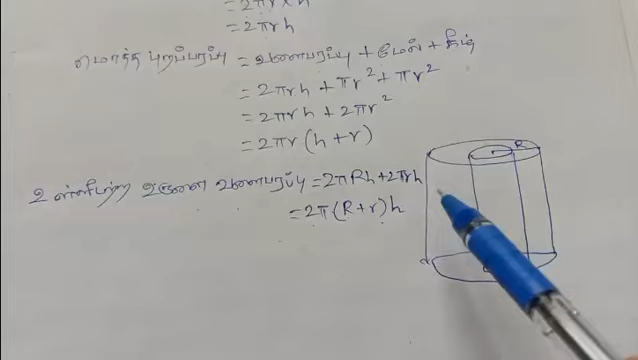 = 2πr × h
= 2πrh
மொத்த புறப்பரப்பு = வளைபரப்பு + மேல் + கீழ்
= 2πrh + πr² + πr²
= 2πrh + 2πr²
= 2πr (h + r)
R
உள்ளீடற்ற உருளை வளைபரப்பு = 2πRh + 2πrh
= 2π (R + r) h